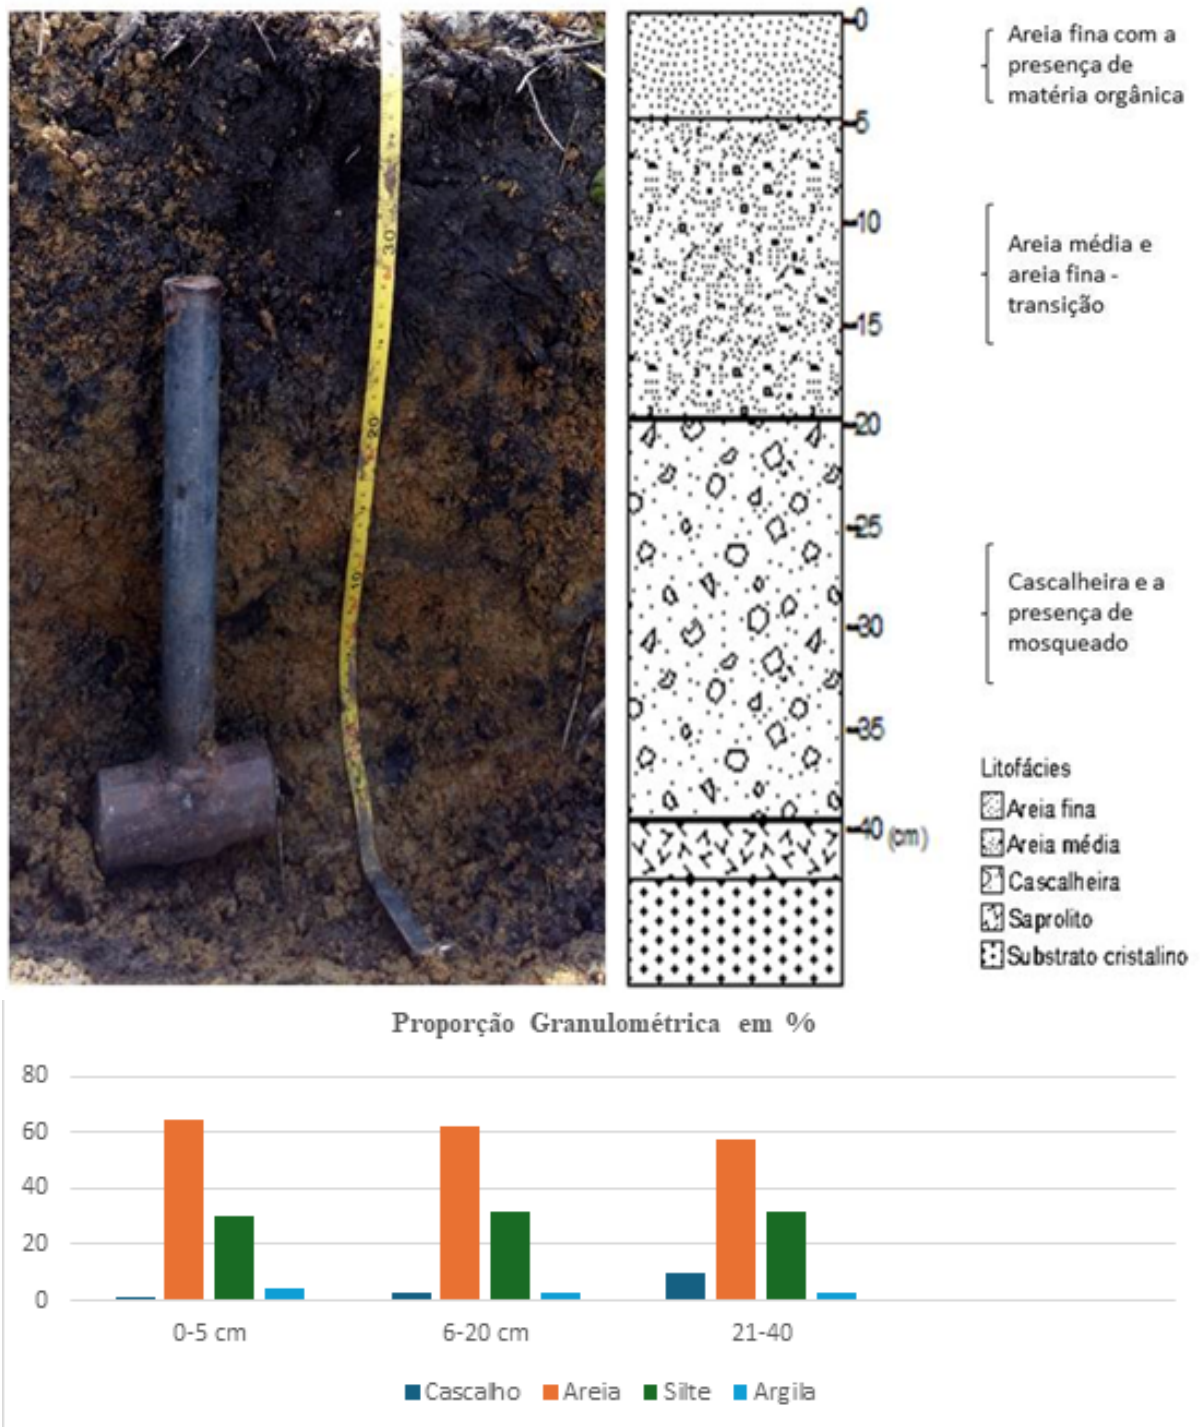 30
20
10
0
5
10
15
20
25
30
35
40 (cm)
Areia fina com a
presença de
matéria orgânica
Areia média e
areia fina -
transição
Cascalheira e a
presença de
mosqueado
Litofácies
Areia fina
Areia média
Cascalheira
Saprolito
Substrato cristalino
Proporção Granulométrica em %
80
60
40
20
0
0-5 cm
6-20 cm
21-40
Cascalho Areia Silte Argila